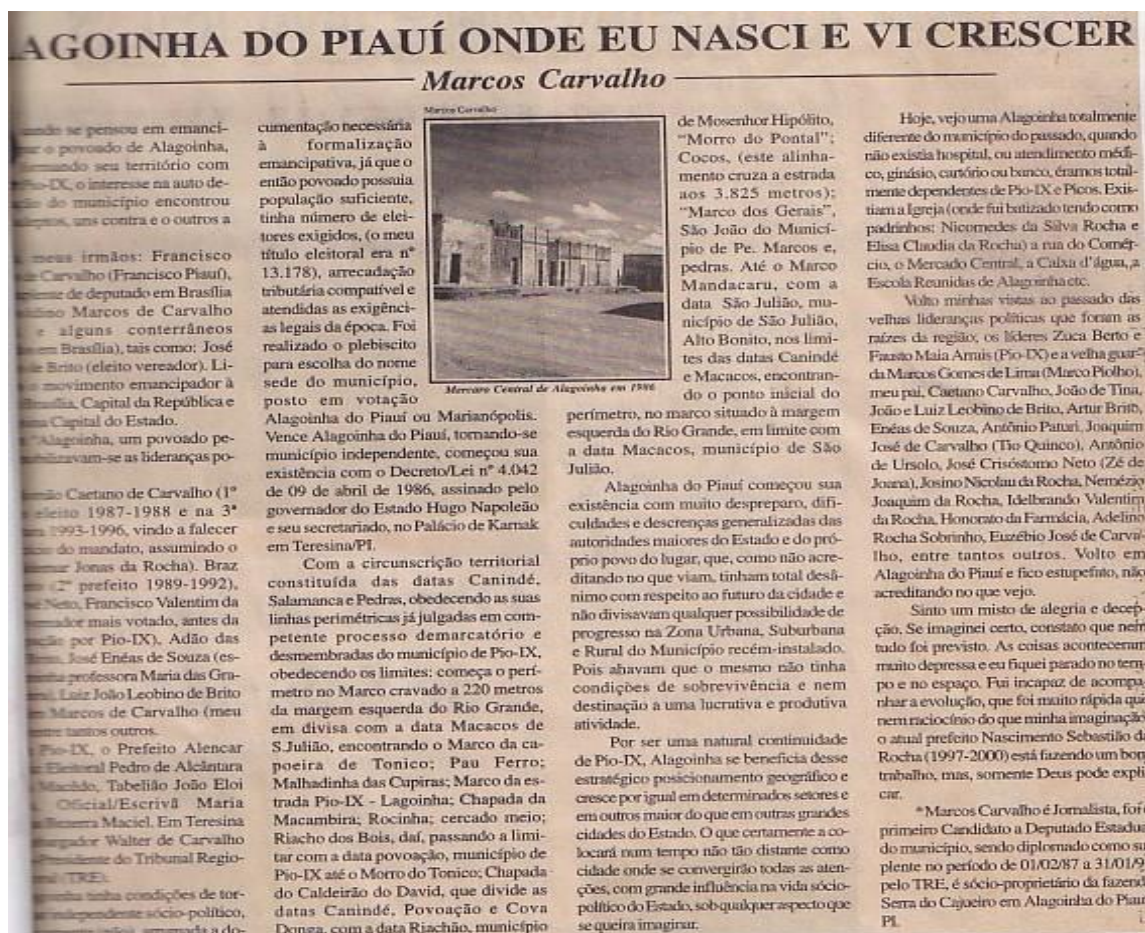 LAGOINHA DO PIAUÍ ONDE EU NASCI E VI CRESCER
Marcos Carvalho
se pensou em emanci-
o povoado de Alagoinha,
seu território com
Pio-IX, o interesse na auto de-
do município encontrou
uns contra e o outros a
meus irmãos: Francisco
Carvalho (Francisco Piauí),
de deputado em Brasília
Marcos de Carvalho
e alguns conterrâneos
em Brasília), tais como: José
de Brito (eleito vereador). Li-
o movimento emancipador à
Brasília, Capital da República e
Capital do Estado.
"Alagoinha, um povoado pe-
as lideranças po-
Caetano de Carvalho (1º
eleito 1987-1988 e na 3ª
1993-1996, vindo a falecer
do mandato, assumindo o
Jonas da Rocha). Braz
(2º prefeito 1989-1992),
Neto, Francisco Valentim da
mais votado, antes da
por Pio-IX), Adão das
José Enéas de Souza (es-
professora Maria das Gra-
Luiz João Leobino de Brito
Marcos de Carvalho (meu
entre tantos outros.
Pio-IX, o Prefeito Alencar
Eleitoral Pedro de Alcântara
Macêdo, Tabelião João Eloi
Oficial/Escrivã Maria
Bezerra Maciel. Em Teresina
Walter de Carvalho
Presidente do Tribunal Regio-
(TRE).
tinha condições de tor-
independente sócio-político,
a do-
cumentação necessária
à formalização
emancipativa, já que o
então povoado possuia
população suficiente,
tinha número de elei-
tores exigidos, (o meu
título eleitoral era nº
13.178), arrecadação
tributária compatível e
atendidas as exigênci-
as legais da época. Foi
realizado o plebiscito
para escolha do nome
sede do município,
posto em votação
Alagoinha do Piauí ou Marianópolis.
Vence Alagoinha do Piauí, tornando-se
município independente, começou sua
existência com o Decreto/Lei nº 4.042
de 09 de abril de 1986, assinado pelo
governador do Estado Hugo Napoleão
e seu secretariado, no Palácio de Karnak
em Teresina/PI.
Com a circunscrição territorial
constituída das datas Canindé,
Salamanca e Pedras, obedecendo as suas
linhas perimétricas já julgadas em com-
petente processo demarcatório e
desmembradas do município de Pio-IX,
obedecendo os limites: começa o perí-
metro no Marco cravado a 220 metros
da margem esquerda do Rio Grande,
em divisa com a data Macacos de
S.Julião, encontrando o Marco da ca-
poeira de Tonico; Pau Ferro;
Malhadinha das Cupiras; Marco da es-
trada Pio-IX - Lagoinha; Chapada da
Macambira; Rocinha; cercado meio;
Riacho dos Bois, daí, passando a limi-
tar com a data povoação, município de
Pio-IX até o Morro do Tonico; Chapada
do Caldeirão do David, que divide as
datas Canindé, Povoação e Cova
Donga, com a data Riachão, município
Marcos Carvalho
Mercaro Central de Alagoinha em 1986
de Mosenhor Hipólito,
"Morro do Pontal";
Cocos, (este alinha-
mento cruza a estrada
aos 3.825 metros);
"Marco dos Gerais",
São João do Municí-
pio de Pe. Marcos e,
pedras. Até o Marco
Mandacaru, com a
data São Julião, mu-
nicípio de São Julião,
Alto Bonito, nos limi-
tes das datas Canindé
e Macacos, encontran-
do o ponto inicial do
perímetro, no marco situado à margem
esquerda do Rio Grande, em limite com
a data Macacos, município de São
Julião.
Alagoinha do Piauí começou sua
existência com muito despreparo, difi-
culdades e descrenças generalizadas das
autoridades maiores do Estado e do pró-
prio povo do lugar, que, como não acre-
ditando no que viam, tinham total desâ-
nimo com respeito ao futuro da cidade e
não divisavam qualquer possibilidade de
progresso na Zona Urbana, Suburbana
e Rural do Município recém-instalado.
Pois ahavam que o mesmo não tinha
condições de sobrevivência e nem
destinação a uma lucrativa e produtiva
atividade.
Por ser uma natural continuidade
de Pio-IX, Alagoinha se beneficia desse
estratégico posicionamento geográfico e
cresce por igual em determinados setores e
em outros maior do que em outras grandes
cidades do Estado. O que certamente a co-
locará num tempo não tão distante como
cidade onde se convergirão todas as aten-
ções, com grande influência na vida sócio-
político do Estado, sob qualquer aspecto que
se queira imaginar.
Hoje, vejo uma Alagoinha totalmente
diferente do município do passado, quando
não existia hospital, ou atendimento médi-
co, ginásio, cartório ou banco, éramos total-
mente dependentes de Pio-IX e Picos. Exis-
tiam a Igreja (onde fui batizado tendo como
padrinhos: Nicomedes da Silva Rocha e
Elisa Claudia da Rocha) a rua do Comér-
cio, o Mercado Central, a Caixa d'água, a
Escola Reunidas de Alagoinha etc.
Volto minhas vistas ao passado das
velhas lideranças políticas que foram as
raízes da região, os líderes Zuca Berto e
Fausto Maia Arrais (Pio-IX) e a velha guar-
da Marcos Gomes de Lima (Marco Piolho),
meu pai, Caetano Carvalho, João de Tina,
João e Luiz Leobino de Brito, Artur Brito,
Enéas de Souza, Antônio Paturi, Joaquim
José de Carvalho (Tio Quinco), Antônio
de Ursolo, José Crisóstomo Neto (Zé de
Joana), Josino Nicolau da Rocha, Nemézio
Joaquim da Rocha, Idelbrando Valentim
da Rocha, Honorato da Farmácia, Adelino
Rocha Sobrinho, Euzébio José de Carva-
lho, entre tantos outros. Volto em
Alagoinha do Piauí e fico estupefato, não
acreditando no que vejo.
Sinto um misto de alegria e decep-
ção. Se imaginei certo, constato que nem
tudo foi previsto. As coisas aconteceram
muito depressa e eu fiquei parado no tem-
po e no espaço. Fui incapaz de acompa-
nhar a evolução, que foi muito rápida que
nem raciocínio do que minha imaginação
o atual prefeito Nascimento Sebastião da
Rocha (1997-2000) está fazendo um bom
trabalho, mas, somente Deus pode expli-
car.
*Marcos Carvalho é Jornalista, foi o
primeiro Candidato a Deputado Estadu
do município, sendo diplomado como su
plente no período de 01/02/87 a 31/01/9
pelo TRE, é sócio-proprietário da fazend
Serra do Cajueiro em Alagoinha do Piauí
PI.